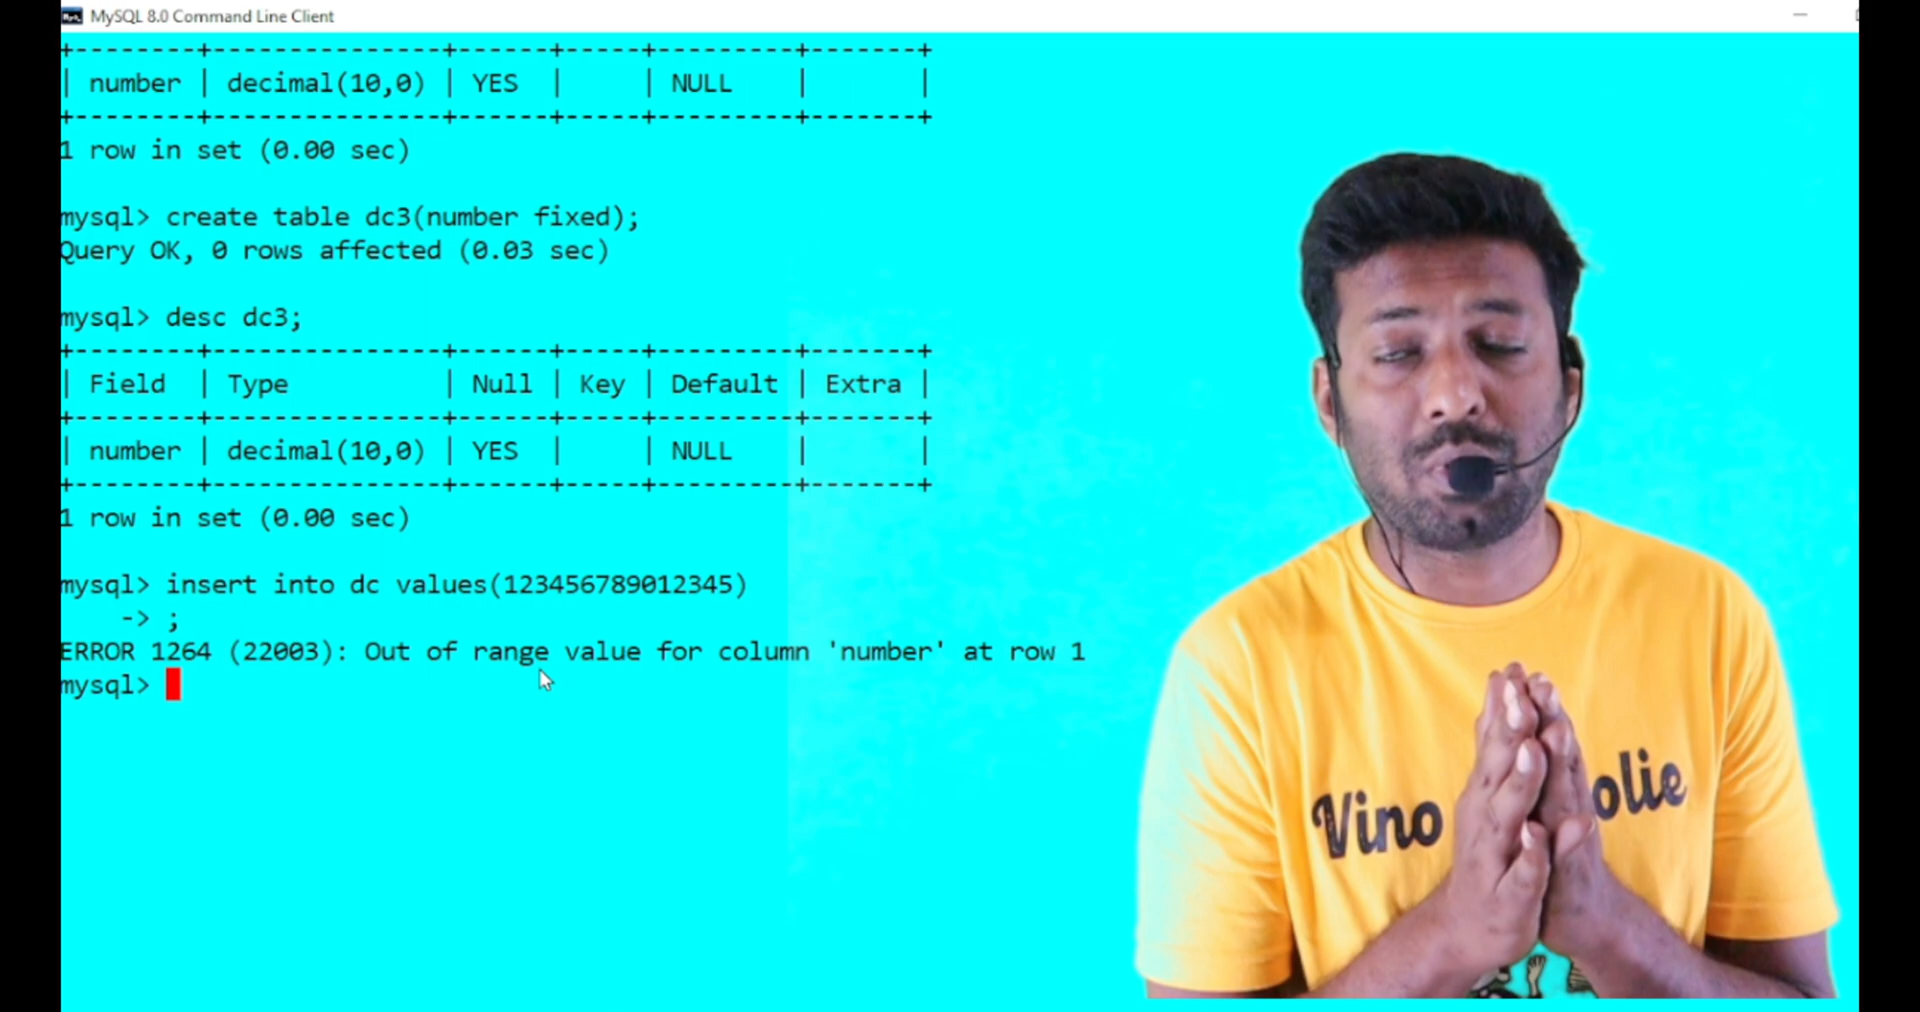 MySQL 8.0 Command Line Client
+--------+---------------+------+-----+---------+-------+
| number | decimal(10,0) | YES  |     | NULL    |       |
+--------+---------------+------+-----+---------+-------+
1 row in set (0.00 sec)
mysql> create table dc3(number fixed);
Query OK, 0 rows affected (0.03 sec)
mysql> desc dc3;
+--------+---------------+------+-----+---------+-------+
| Field  | Type          | Null | Key | Default | Extra |
+--------+---------------+------+-----+---------+-------+
| number | decimal(10,0) | YES  |     | NULL    |       |
+--------+---------------+------+-----+---------+-------+
1 row in set (0.00 sec)
mysql> insert into dc values(123456789012345)
    -> ;
ERROR 1264 (22003): Out of range value for column 'number' at row 1
mysql>
Vino olie